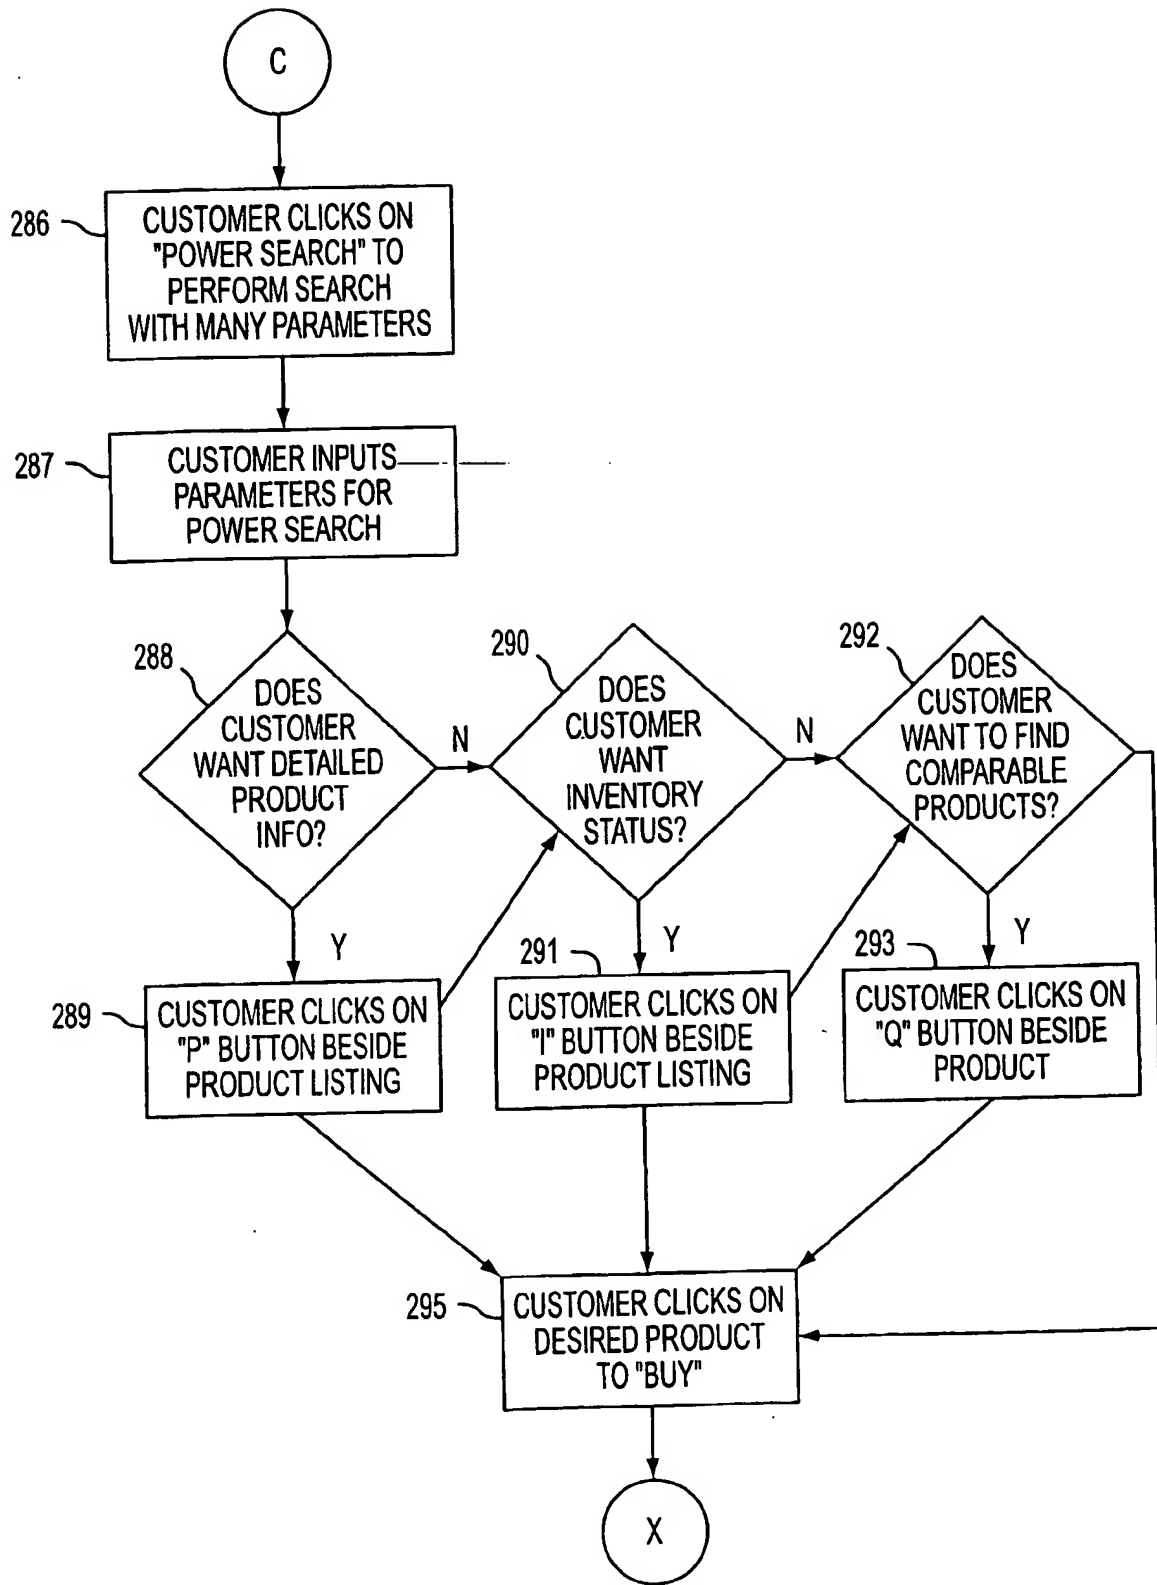 C
286
CUSTOMER CLICKS ON
"POWER SEARCH" TO
PERFORM SEARCH
WITH MANY PARAMETERS
287
CUSTOMER INPUTS
PARAMETERS FOR
POWER SEARCH
288
DOES
CUSTOMER
WANT DETAILED
PRODUCT
INFO?
N
Y
290
DOES
CUSTOMER
WANT
INVENTORY
STATUS?
N
Y
292
DOES
CUSTOMER
WANT TO FIND
COMPARABLE
PRODUCTS?
Y
289
CUSTOMER CLICKS ON
"P" BUTTON BESIDE
PRODUCT LISTING
291
CUSTOMER CLICKS ON
"I" BUTTON BESIDE
PRODUCT LISTING
293
CUSTOMER CLICKS ON
"Q" BUTTON BESIDE
PRODUCT
295
CUSTOMER CLICKS ON
DESIRED PRODUCT
TO "BUY"
X